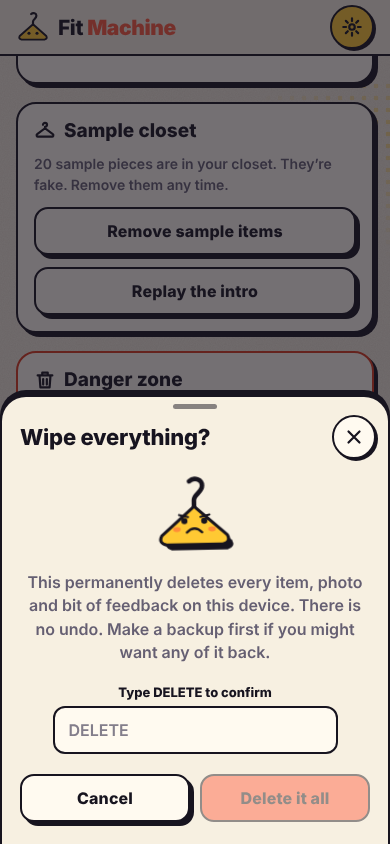 Fit Machine
Sample closet
20 sample pieces are in your closet. They're
fake. Remove them any time.
Remove sample items
Replay the intro
Danger zone
Wipe everything?
This permanently deletes every item, photo
and bit of feedback on this device. There is
no undo. Make a backup first if you might
want any of it back.
Type DELETE to confirm
DELETE
Cancel
Delete it all